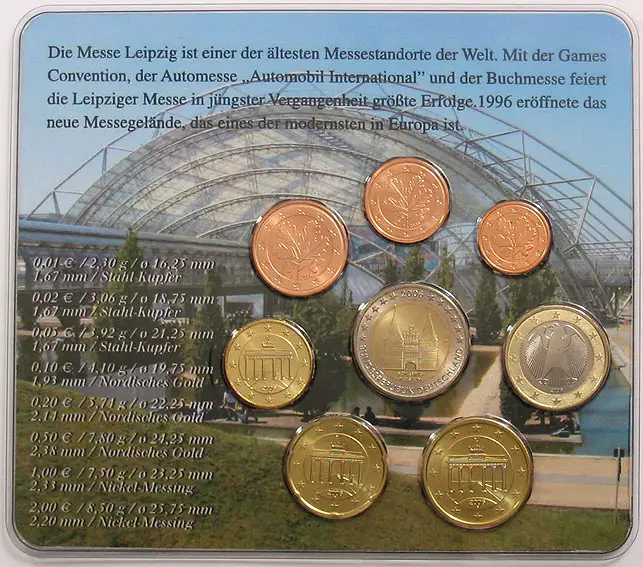 Die Messe Leipzig ist einer der ältesten Messestandorte der Welt. Mit der Games
Convention, der Automesse „Automobil International” und der Buchmesse feiert
die Leipziger Messe in jüngster Vergangenheit größte Erfolge.1996 eröffnete das
neue Messegelände, das eines der modernsten in Europa ist.
0,01 € / 2,30 g / ø 16,25 mm
1,67 mm / Stahl-Kupfer
0,02 € / 3,06 g / ø 18,75 mm
1,67 mm / Stahl-Kupfer
0,05 € / 3,92 g / ø 21,25 mm
1,67 mm / Stahl-Kupfer
0,10 € / 4,10 g / ø 19,75 mm
1,93 mm / Nordisches Gold
0,20 € / 5,74 g / ø 22,25 mm
2,14 mm / Nordisches Gold
0,50 € / 7,80 g / ø 24,25 mm
2,38 mm / Nordisches Gold
1,00 € / 7,50 g / ø 23,25 mm
2,33 mm / Nickel-Messing
2,00 € / 8,50 g / ø 25,75 mm
2,20 mm / Nickel-Messing
2006
BUNDESREPUBLIK DEUTSCHLAND